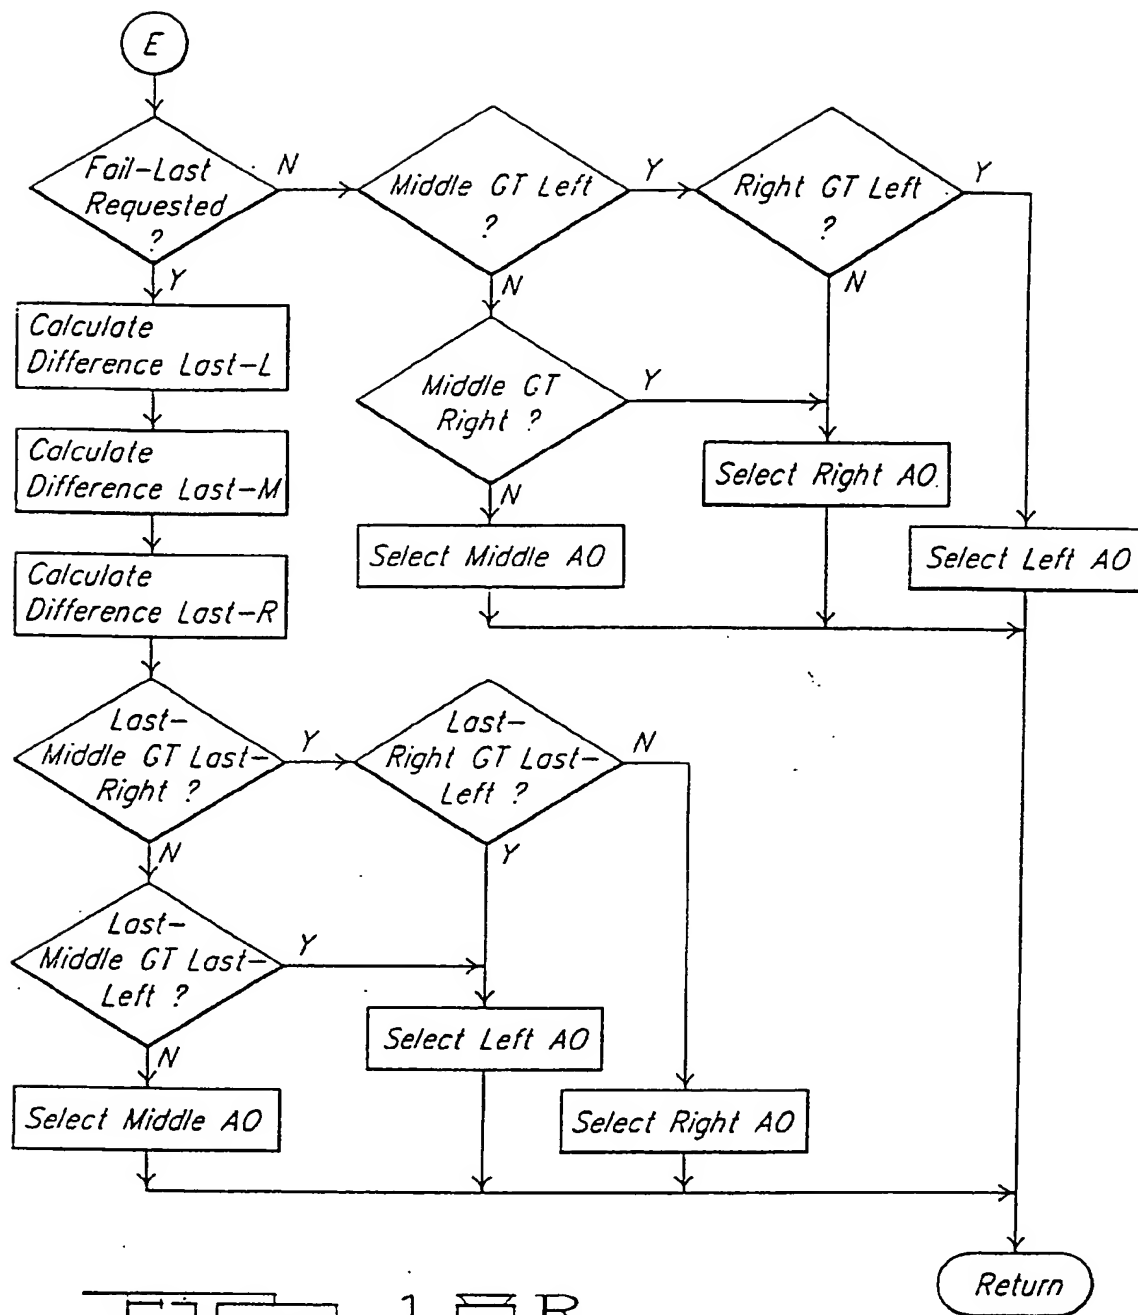 E
Fail-Last
Requested
?
N
Y
Middle GT Left
?
Y
N
Right GT Left
?
Y
N
Calculate
Difference Last-L
Calculate
Difference Last-M
Calculate
Difference Last-R
Middle GT
Right ?
Y
N
Select Right AO
Select Middle AO
Select Left AO
Last-
Middle GT Last-
Right ?
Y
N
Last-
Right GT Last-
Left ?
N
Y
Last-
Middle GT Last-
Left ?
Y
N
Select Left AO
Select Middle AO
Select Right AO
Return